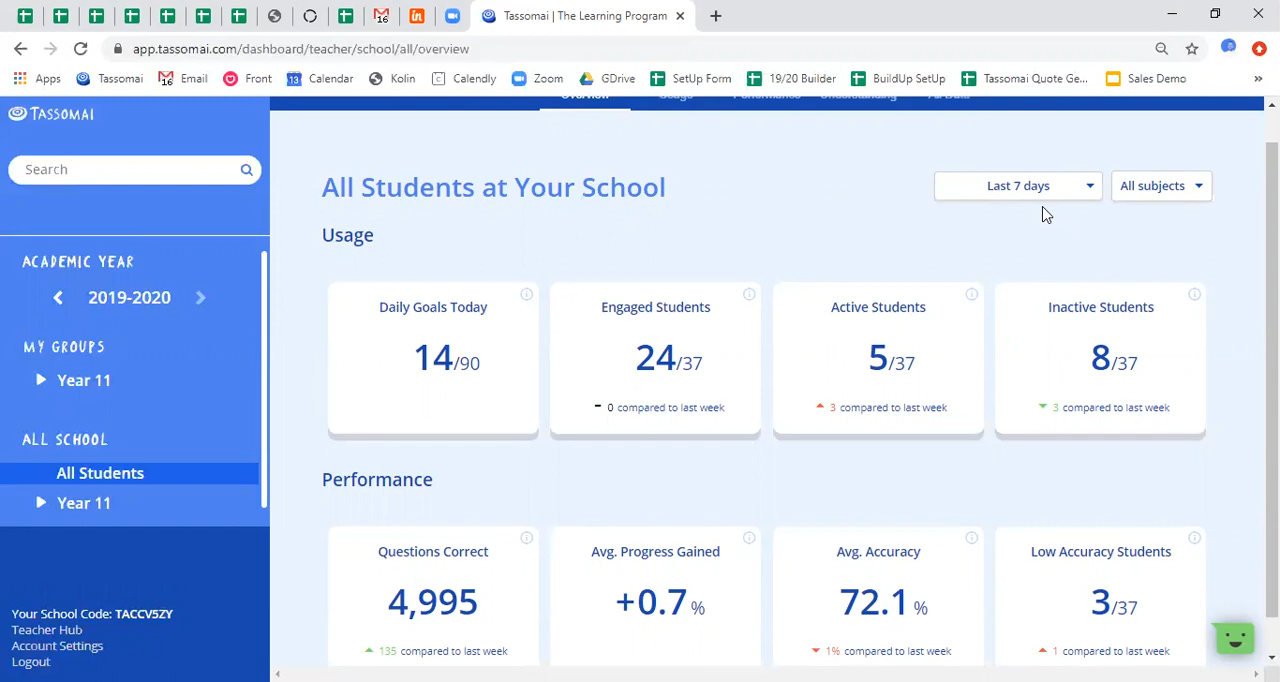 16
Tassomai | The Learning Program
app.tassomai.com/dashboard/teacher/school/all/overview
Apps
Tassomai
Email
Front
13
Calendar
Kolin
Calendly
Zoom
GDrive
SetUp Form
19/20 Builder
BuildUp SetUp
Tassomai Quote Ge...
Sales Demo
TASSOMAI
Overview
Search
All Students at Your School
Last 7 days
All subjects
Usage
ACADEMIC YEAR
2019-2020
MY GROUPS
Year 11
ALL SCHOOL
All Students
Year 11
Your School Code: TACCV5ZY
Teacher Hub
Account Settings
Logout
Daily Goals Today
14/90
Engaged Students
24/37
0 compared to last week
Active Students
5/37
3 compared to last week
Inactive Students
8/37
3 compared to last week
Performance
Questions Correct
4,995
135 compared to last week
Avg. Progress Gained
+0.7 %
Avg. Accuracy
72.1 %
1% compared to last week
Low Accuracy Students
3/37
1 compared to last week